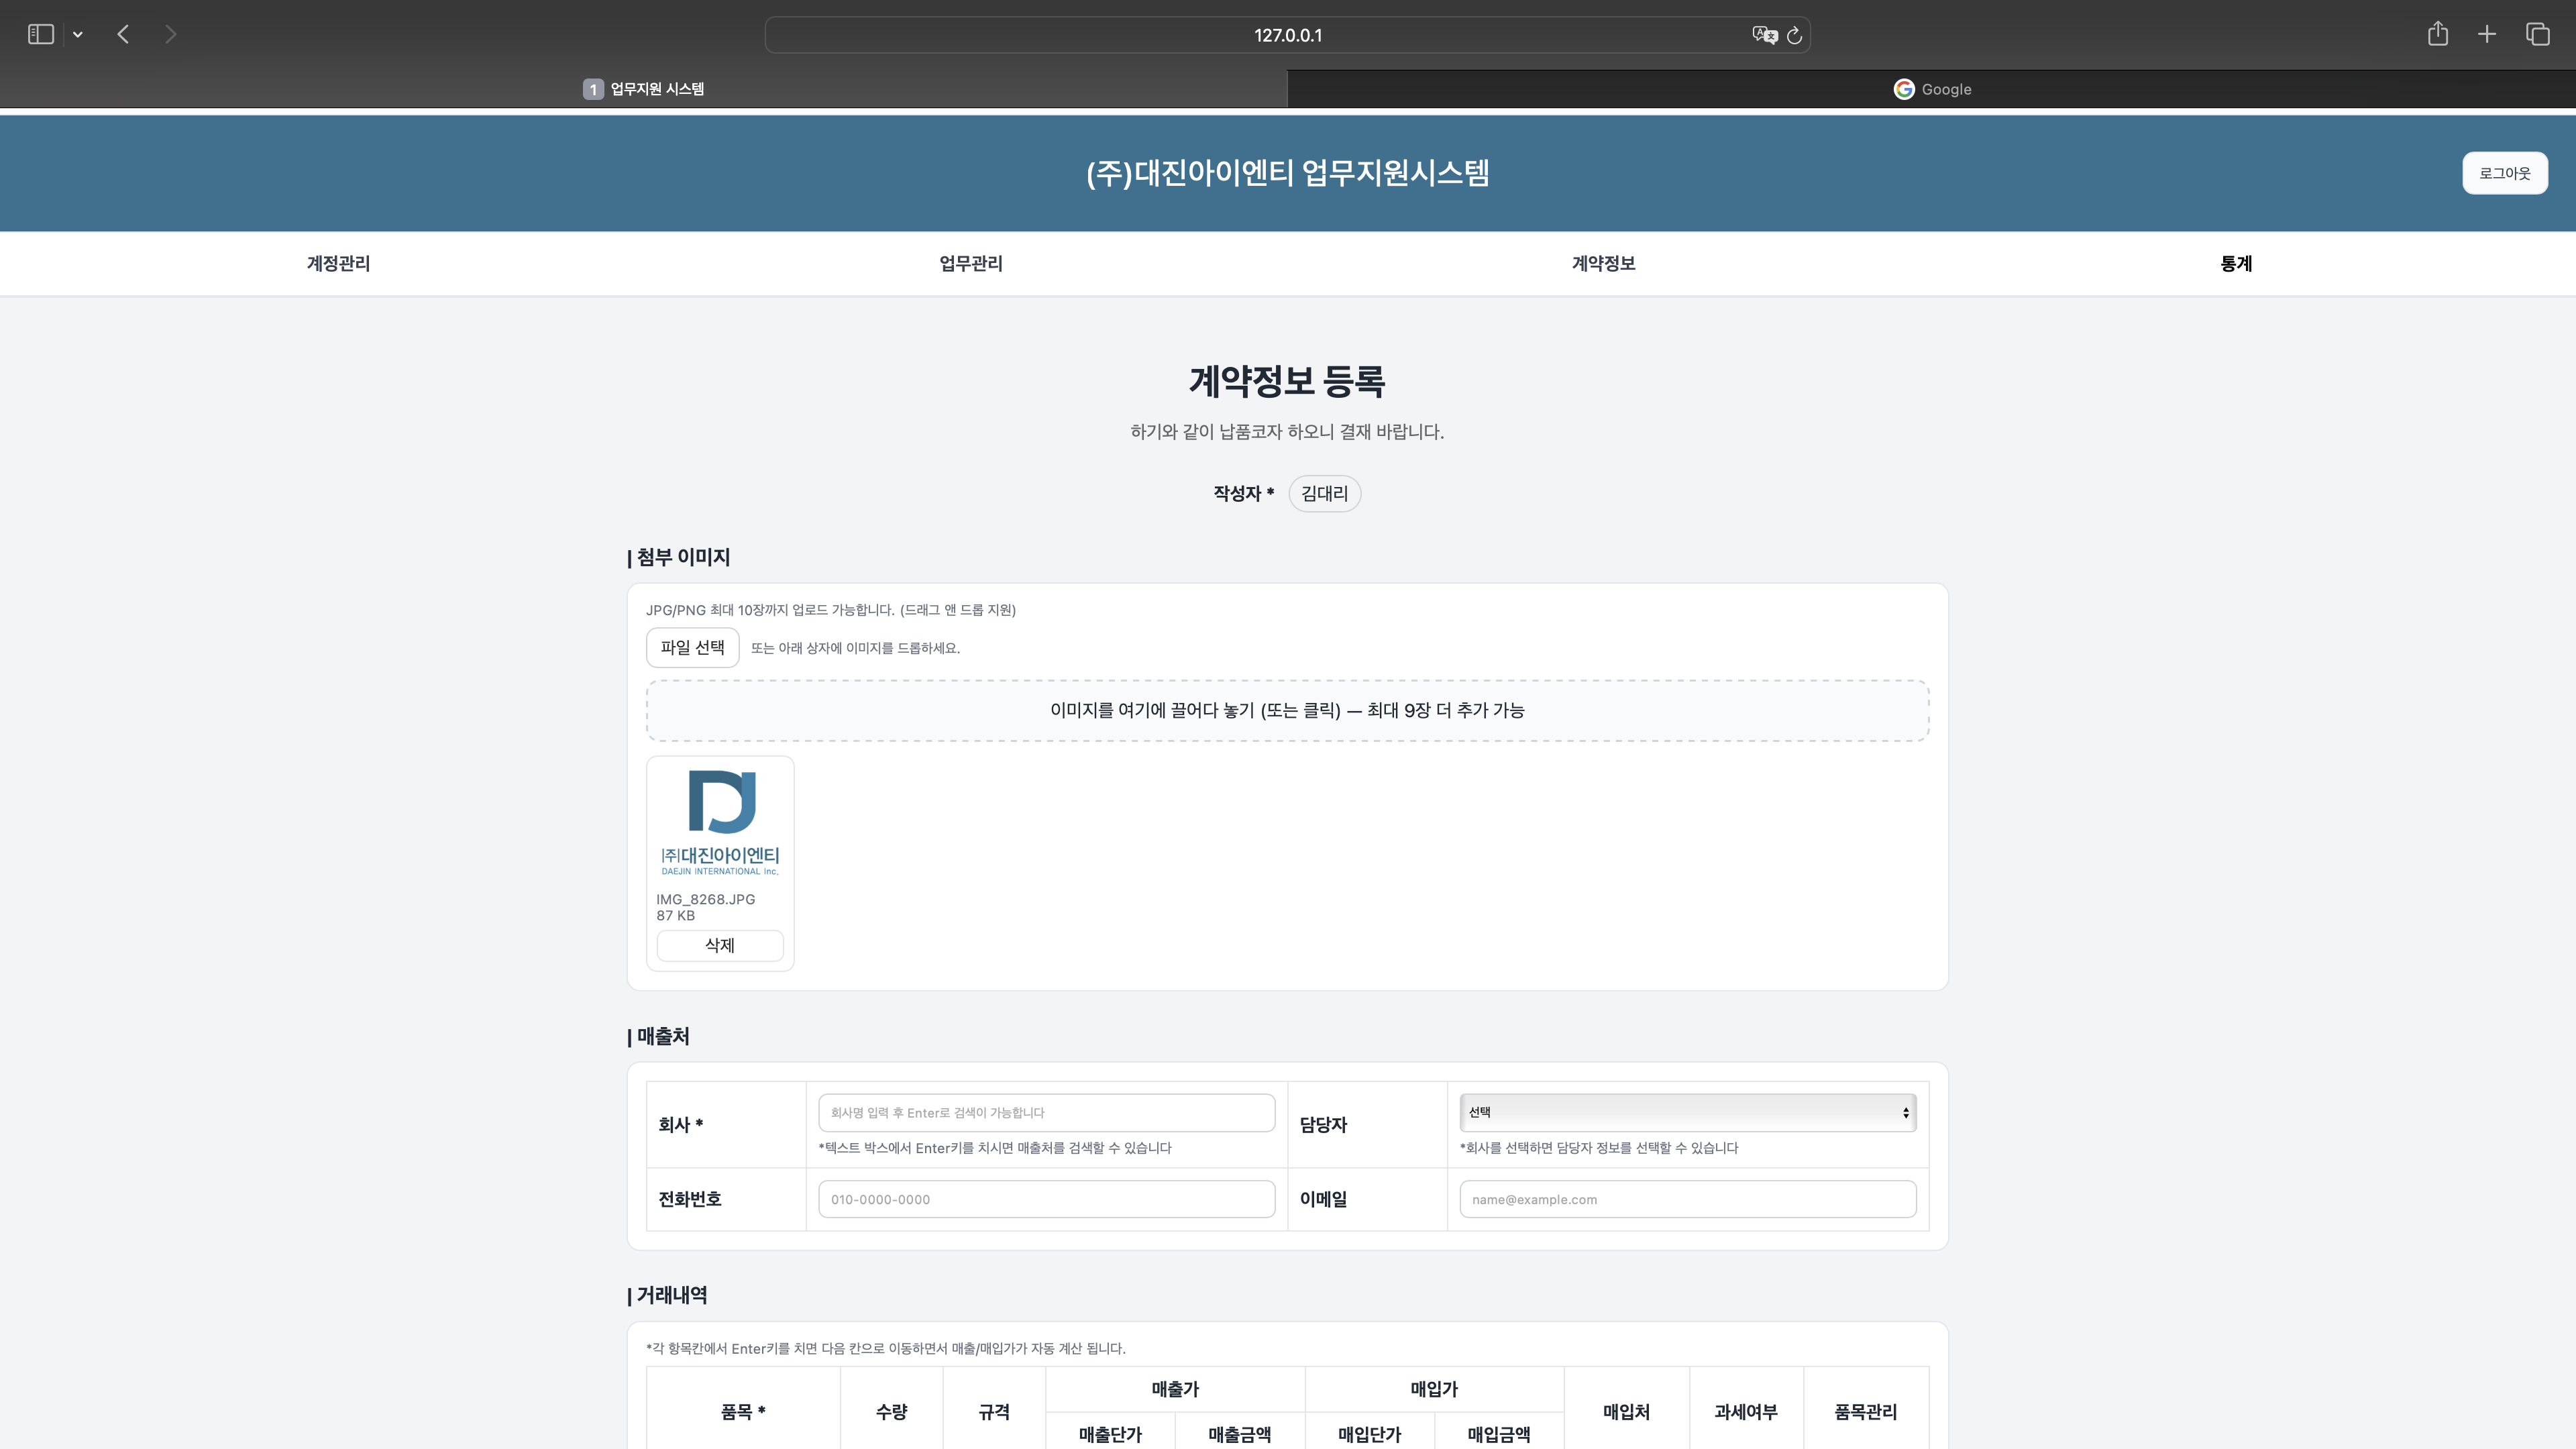 127.0.0.1
1 업무지원 시스템
Google
(주)대진아이엔티 업무지원시스템
로그아웃
계정관리 업무관리 계약정보 통계
계약정보 등록
하기와 같이 납품코자 하오니 결재 바랍니다.
작성자 * 김대리
| 첨부 이미지
JPG/PNG 최대 10장까지 업로드 가능합니다. (드래그 앤 드롭 지원)
파일 선택 또는 아래 상자에 이미지를 드롭하세요.
이미지를 여기에 끌어다 놓기 (또는 클릭) — 최대 9장 더 추가 가능
|주|대진아이엔티
DAEJIN INTERNATIONAL Inc.
IMG_8268.JPG
87 KB
삭제
| 매출처
회사 * 회사명 입력 후 Enter로 검색이 가능합니다 담당자 선택
*텍스트 박스에서 Enter키를 치시면 매출처를 검색할 수 있습니다 *회사를 선택하면 담당자 정보를 선택할 수 있습니다
전화번호 010-0000-0000 이메일 name@example.com
| 거래내역
*각 항목칸에서 Enter키를 치면 다음 칸으로 이동하면서 매출/매입가가 자동 계산 됩니다.
품목 * 수량 규격 매출가 매입가 매입처 과세여부 품목관리
매출단가 매출금액 매입단가 매입금액